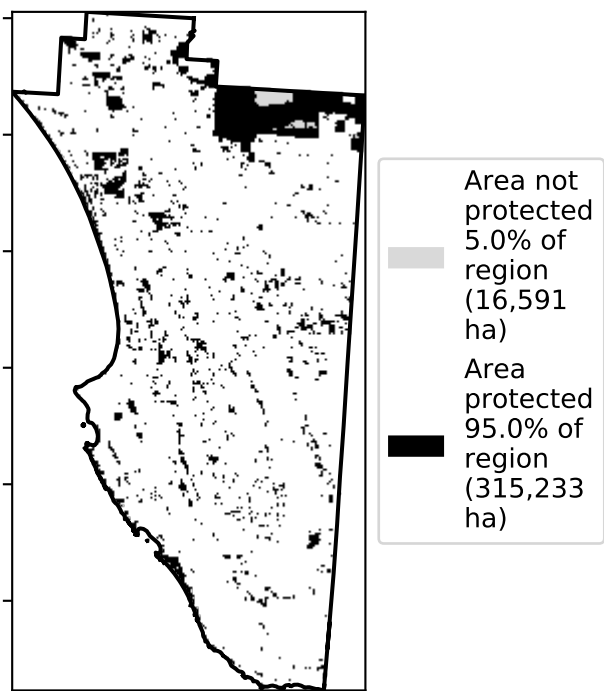 Area not
protected
5.0% of
region
(16,591
ha)
Area
protected
95.0% of
region
(315,233
ha)